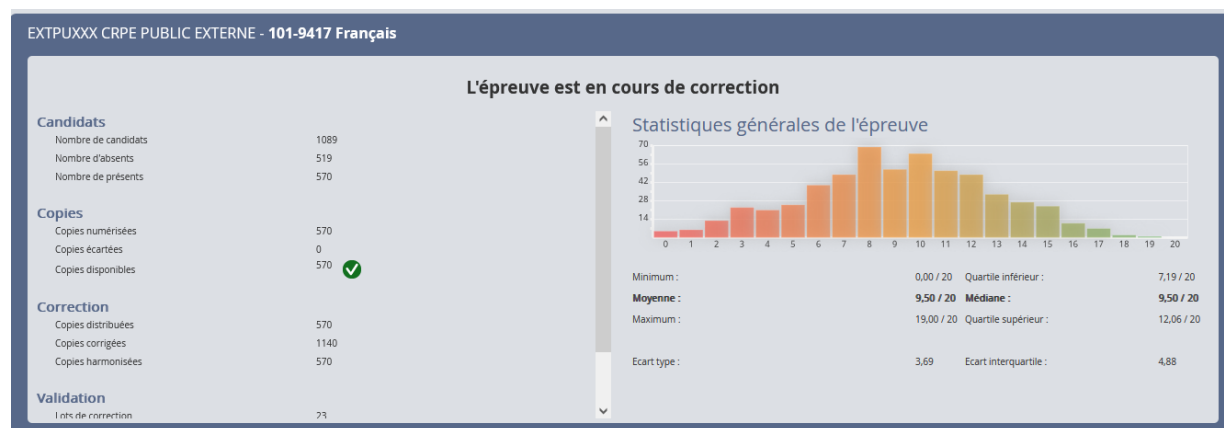 EXTPUXXX CRPE PUBLIC EXTERNE - 101-9417 Français
L'épreuve est en cours de correction
Candidats
Nombre de candidats 1089
Nombre d'absents 519
Nombre de présents 570
Copies
Copies numérisées 570
Copies écartées 0
Copies disponibles 570
Correction
Copies distribuées 570
Copies corrigées 1140
Copies harmonisées 570
Validation
Lots de correction 23
Statistiques générales de l'épreuve
70
56
42
28
14
0 1 2 3 4 5 6 7 8 9 10 11 12 13 14 15 16 17 18 19 20
Minimum : 0,00 / 20 Quartile inférieur : 7,19 / 20
Moyenne : 9,50 / 20 Médiane : 9,50 / 20
Maximum : 19,00 / 20 Quartile supérieur : 12,06 / 20
Ecart type : 3,69 Ecart interquartile : 4,88